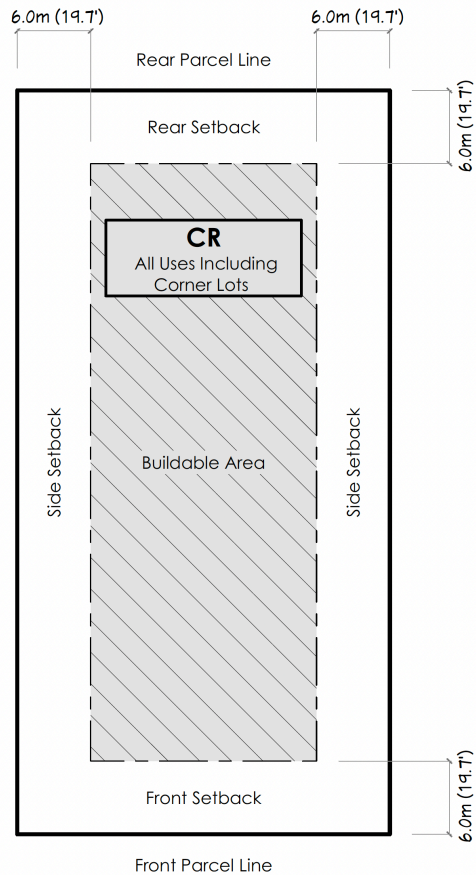 6.0m (19.7')
6.0m (19.7')
Rear Parcel Line
6.0m (19.7')
Rear Setback
CR
All Uses Including
Corner Lots
Side Setback
Buildable Area
Side Setback
Front Setback
6.0m (19.7')
Front Parcel Line